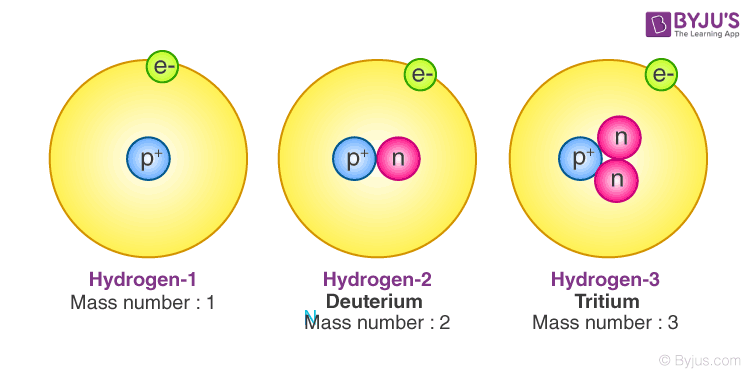 BYJU'S
The Learning App
e-
p+
Hydrogen-1
Mass number : 1
e-
p+ n
Hydrogen-2
Deuterium
N
Mass number : 2
e-
n
p+
n
Hydrogen-3
Tritium
Mass number : 3
© Byjus.com